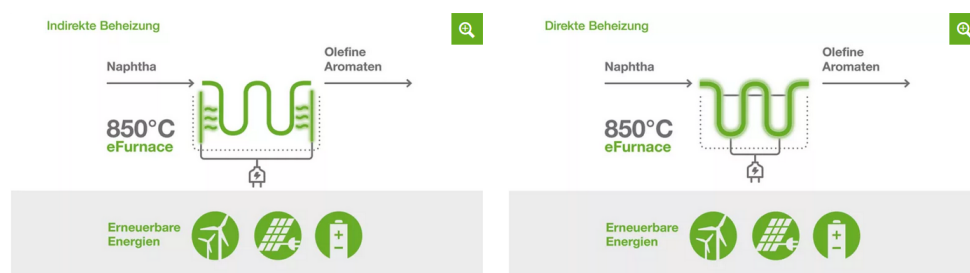 Indirekte Beheizung
Naphtha
Olefine
Aromaten
850°C
eFurnace
Erneuerbare
Energien
Direkte Beheizung
Naphtha
Olefine
Aromaten
850°C
eFurnace
Erneuerbare
Energien